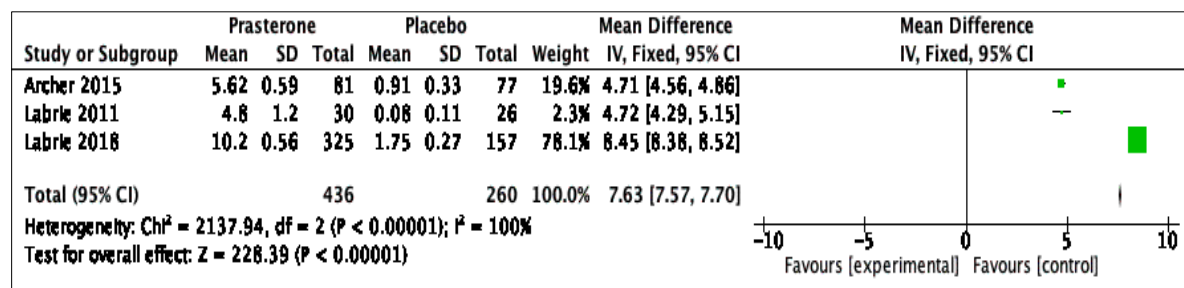 Prasterone Placebo Mean Difference Mean Difference
Study or Subgroup Mean SD Total Mean SD Total Weight IV, Fixed, 95% CI IV, Fixed, 95% CI
Archer 2015 5.62 0.59 81 0.91 0.33 77 19.6% 4.71 [4.56, 4.86]
Labrie 2011 4.8 1.2 30 0.08 0.11 26 2.3% 4.72 [4.29, 5.15]
Labrie 2018 10.2 0.56 325 1.75 0.27 157 78.1% 8.45 [8.38, 8.52]
Total (95% CI) 436 260 100.0% 7.63 [7.57, 7.70]
Heterogeneity: Chi² = 2137.94, df = 2 (P < 0.00001); I² = 100%
Test for overall effect: Z = 228.39 (P < 0.00001)
-10 -5 0 5 10
Favours [experimental] Favours [control]